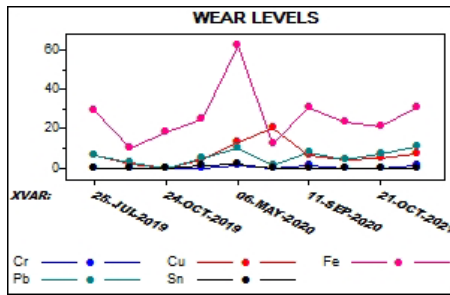 WEAR LEVELS
60
40
20
0
XVAR:
25-JUL-2019
24-OCT-2019
06-MAY-2020
11-SEP-2020
21-OCT-202
Cr
Cu
Fe
Pb
Sn